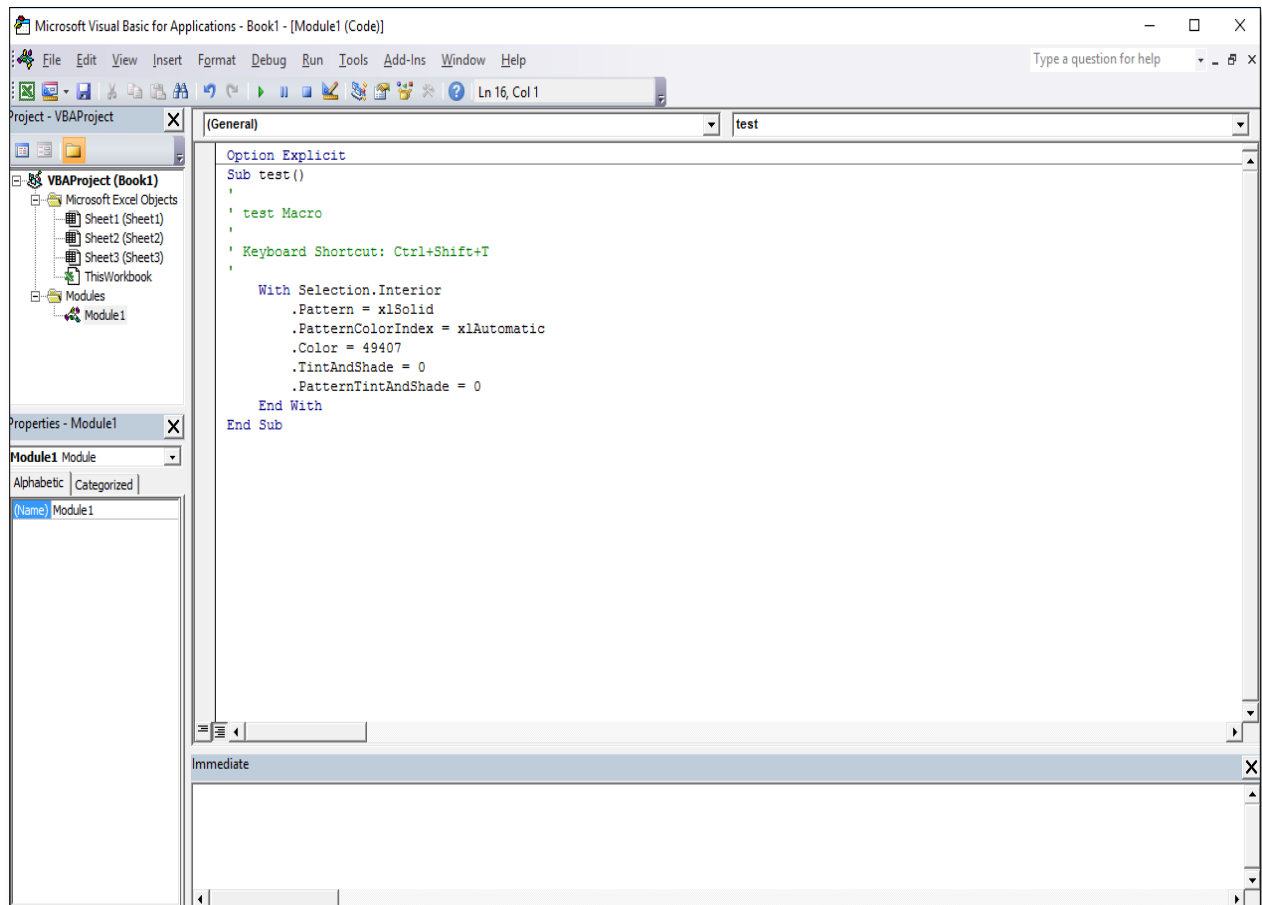 Microsoft Visual Basic for Applications - Book1 - [Module1 (Code)]
File Edit View Insert Format Debug Run Tools Add-Ins Window Help
Type a question for help
Ln 16, Col 1
Project - VBAProject
VBAProject (Book1)
Microsoft Excel Objects
Sheet1 (Sheet1)
Sheet2 (Sheet2)
Sheet3 (Sheet3)
ThisWorkbook
Modules
Module1
Properties - Module1
Module1 Module
Alphabetic Categorized
(Name) Module1
(General) test
Option Explicit
Sub test()
'
' test Macro
'
' Keyboard Shortcut: Ctrl+Shift+T
'
    With Selection.Interior
        .Pattern = xlSolid
        .PatternColorIndex = xlAutomatic
        .Color = 49407
        .TintAndShade = 0
        .PatternTintAndShade = 0
    End With
End Sub
Immediate